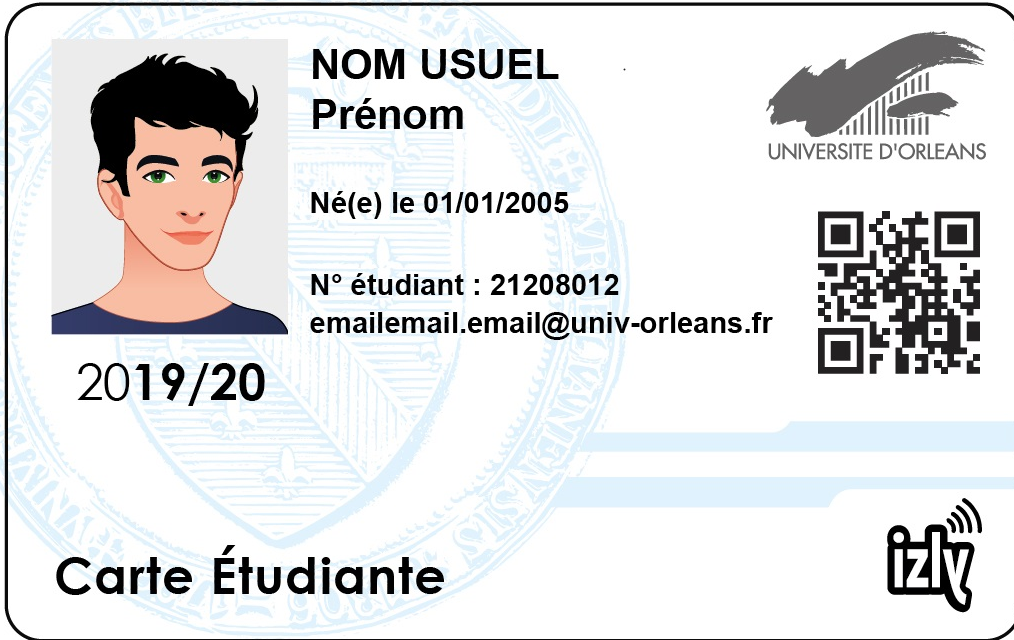 NOM USUEL
Prénom
UNIVERSITE D'ORLEANS
Né(e) le 01/01/2005
N° étudiant : 21208012
emailemail.email@univ-orleans.fr
2019/20
Carte Étudiante
izly